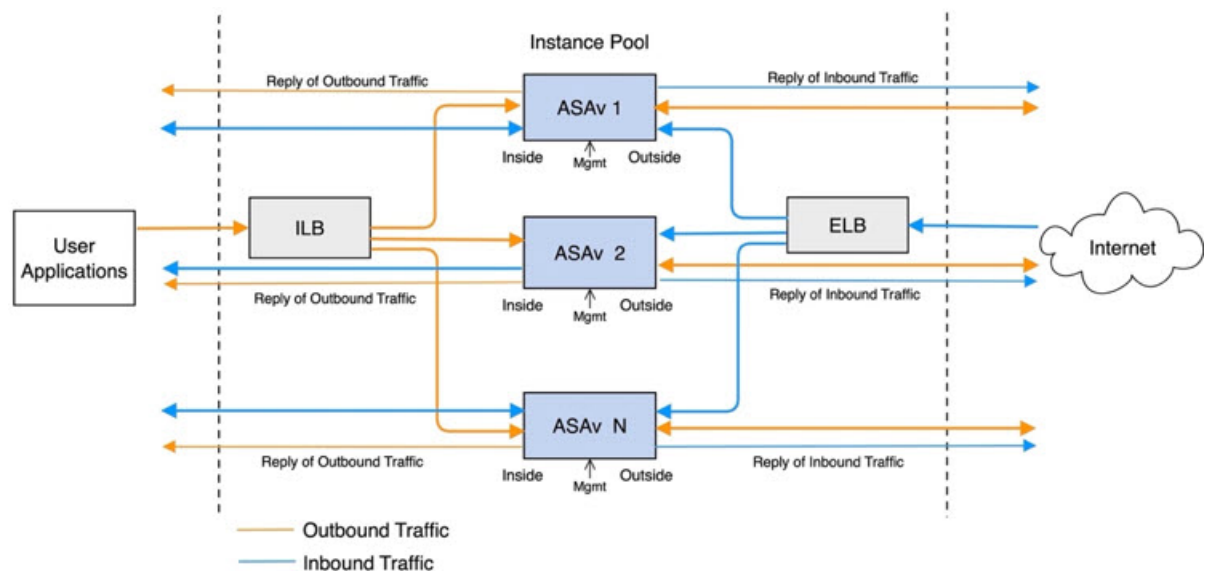 Instance Pool
Reply of Outbound Traffic
Reply of Inbound Traffic
ASAv 1
Inside
Mgmt
Outside
User
Applications
ILB
ASAv 2
ELB
Internet
Reply of Outbound Traffic
Reply of Inbound Traffic
Inside
Mgmt
Outside
ASAv N
Reply of Outbound Traffic
Reply of Inbound Traffic
Inside
Mgmt
Outside
Outbound Traffic
Inbound Traffic